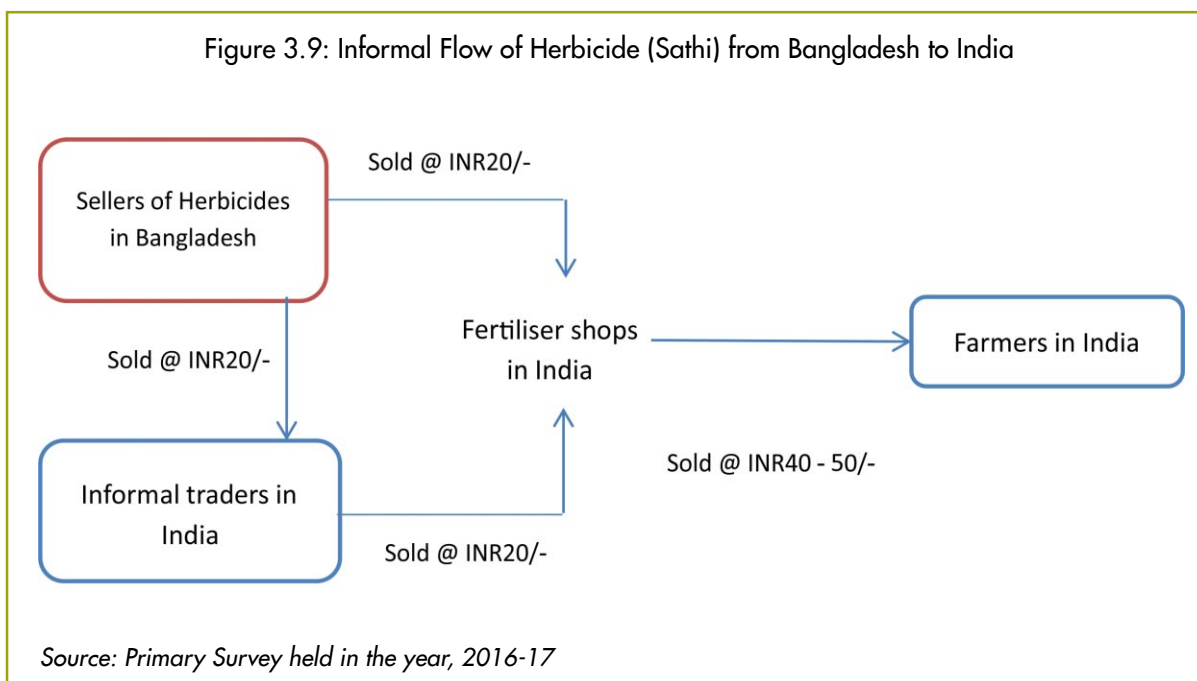 Figure 3.9: Informal Flow of Herbicide (Sathi) from Bangladesh to India
Sold @ INR20/-
Sellers of Herbicides
in Bangladesh
Sold @ INR20/-
Fertiliser shops
in India
Farmers in India
Informal traders in
India
Sold @ INR20/-
Sold @ INR40 - 50/-
Source: Primary Survey held in the year, 2016-17